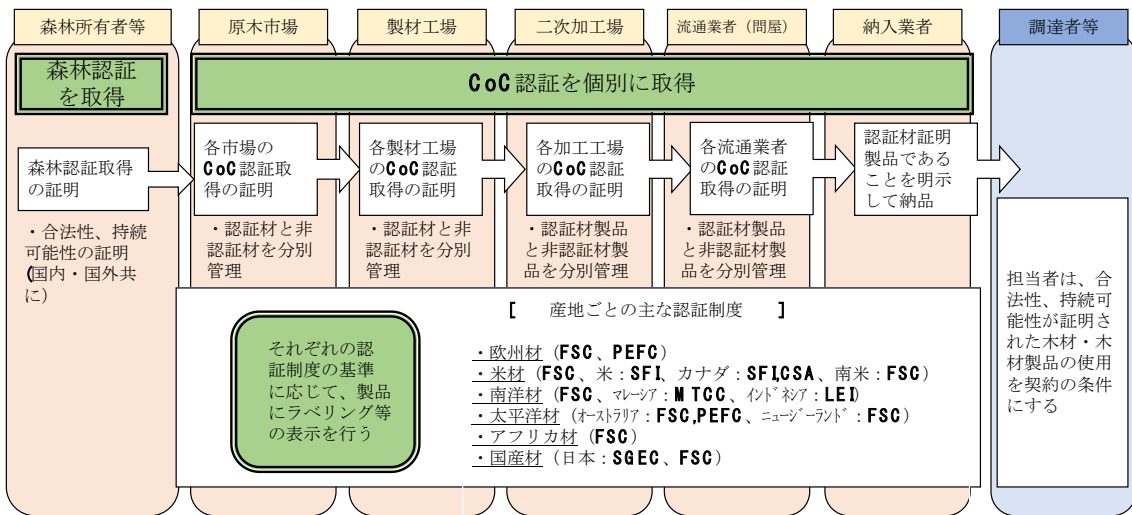 森林所有者等
原木市場
製材工場
二次加工場
流通業者（問屋）
納入業者
調達者等
森林認証
を取得
CoC認証を個別に取得
森林認証取得
の証明
各市場の
CoC認証取
得の証明
各製材工場
のCoC認証
取得の証明
各加工工場
のCoC認証
取得の証明
各流通業者
のCoC認証
取得の証明
認証材証明
製品である
ことを明示
して納品
・合法性、持続
可能性の証明
(国内・国外共
に）
・認証材と非
認証材を分別
管理
・認証材と非
認証材を分別
管理
・認証材製品
と非認証材製
品を分別管理
・認証材製品
と非認証材製
品を分別管理
それぞれの認
証制度の基準
に応じて、製品
にラベリング等
の表示を行う
[　産地ごとの主な認証制度　]
・欧州材（FSC、PEFC）
・米材（FSC、米：SFI、カナダ：SFI,CSA、南米：FSC）
・南洋材（FSC、ﾏﾚｰｼｱ：MTCC、ｲﾝﾄﾞﾈｼｱ：LEI）
・太平洋材（ｵｰｽﾄﾗﾘｱ：FSC,PEFC、ﾆｭｰｼﾞｰﾗﾝﾄﾞ：FSC）
・アフリカ材（FSC）
・国産材（日本：SGEC、FSC）
担当者は、合
法性、持続可
能性が証明さ
れた木材・木
材製品の使用
を契約の条件
にする